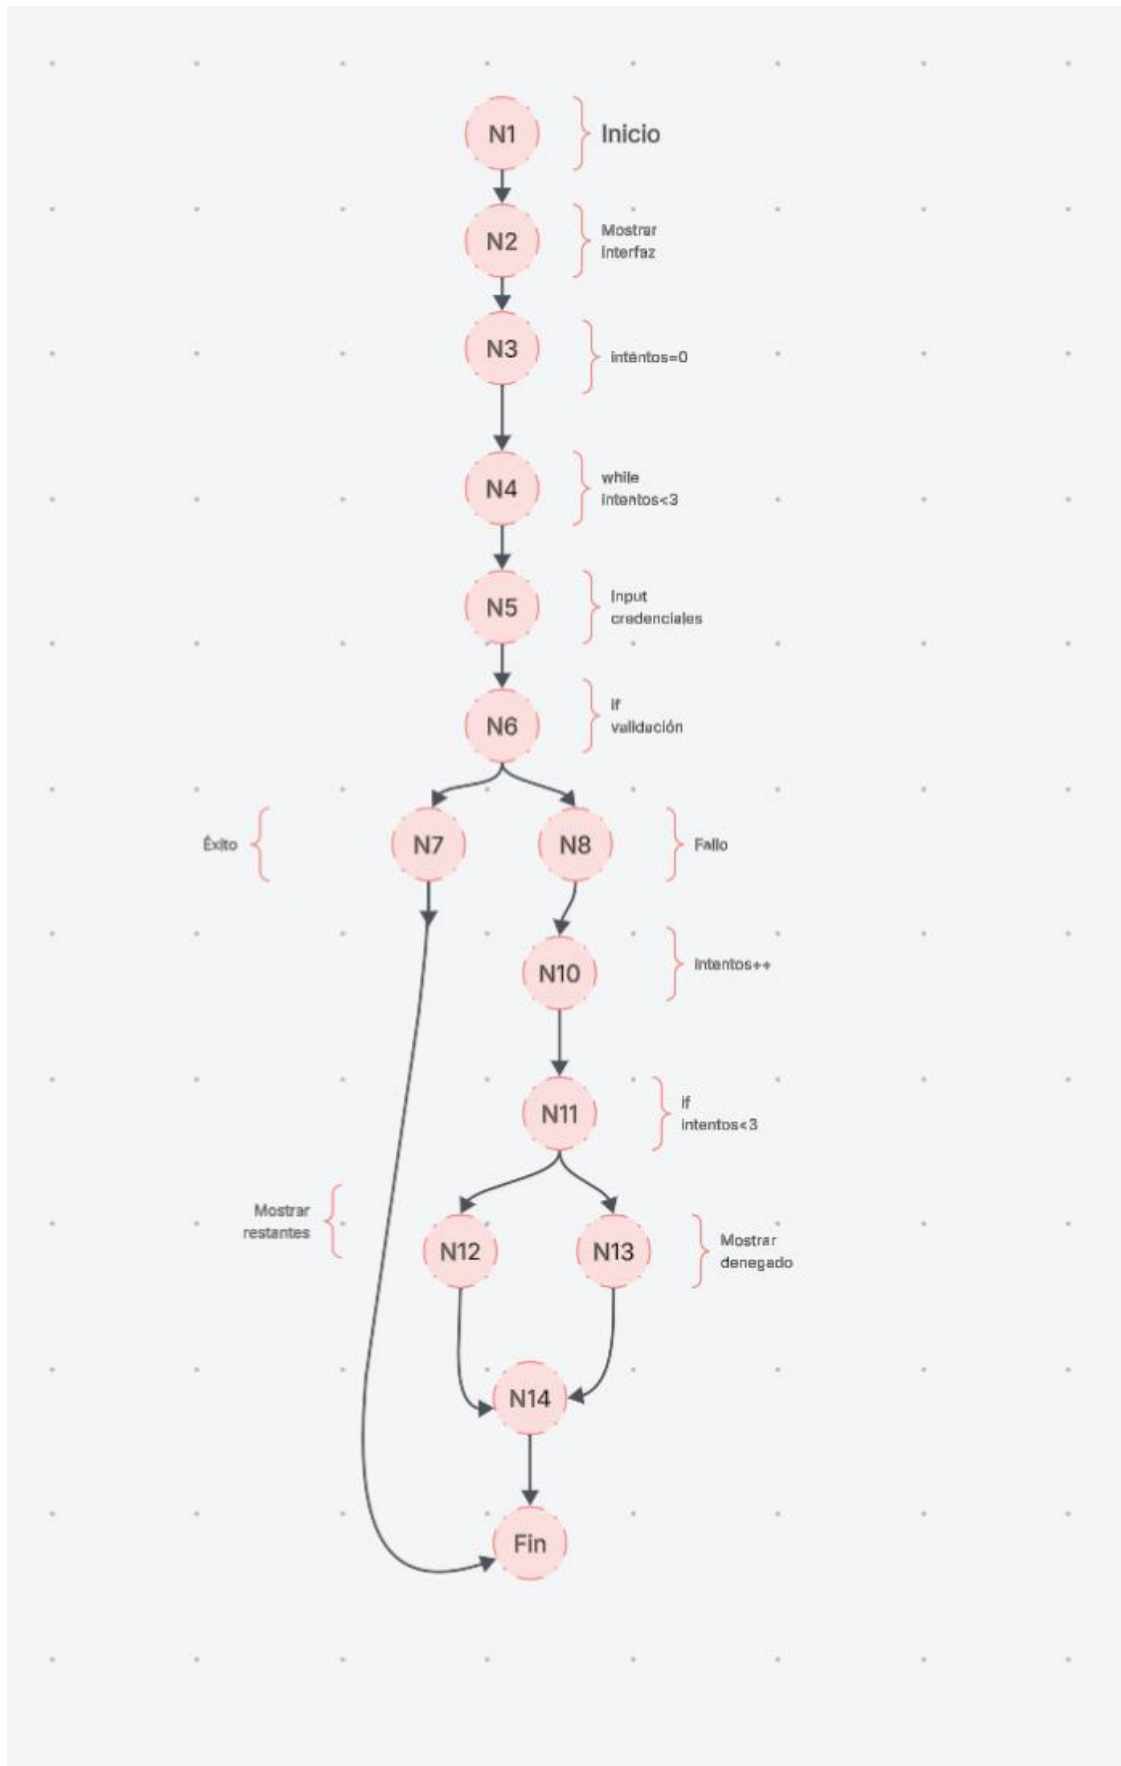 N1
Inicio
N2
Mostrar
interfaz
N3
intentos=0
N4
while
intentos<3
N5
Input
credenciales
N6
if
validación
Éxito
N7
N8
Fallo
N10
intentos++
N11
if
intentos<3
Mostrar
restantes
N12
N13
Mostrar
denegado
N14
Fin